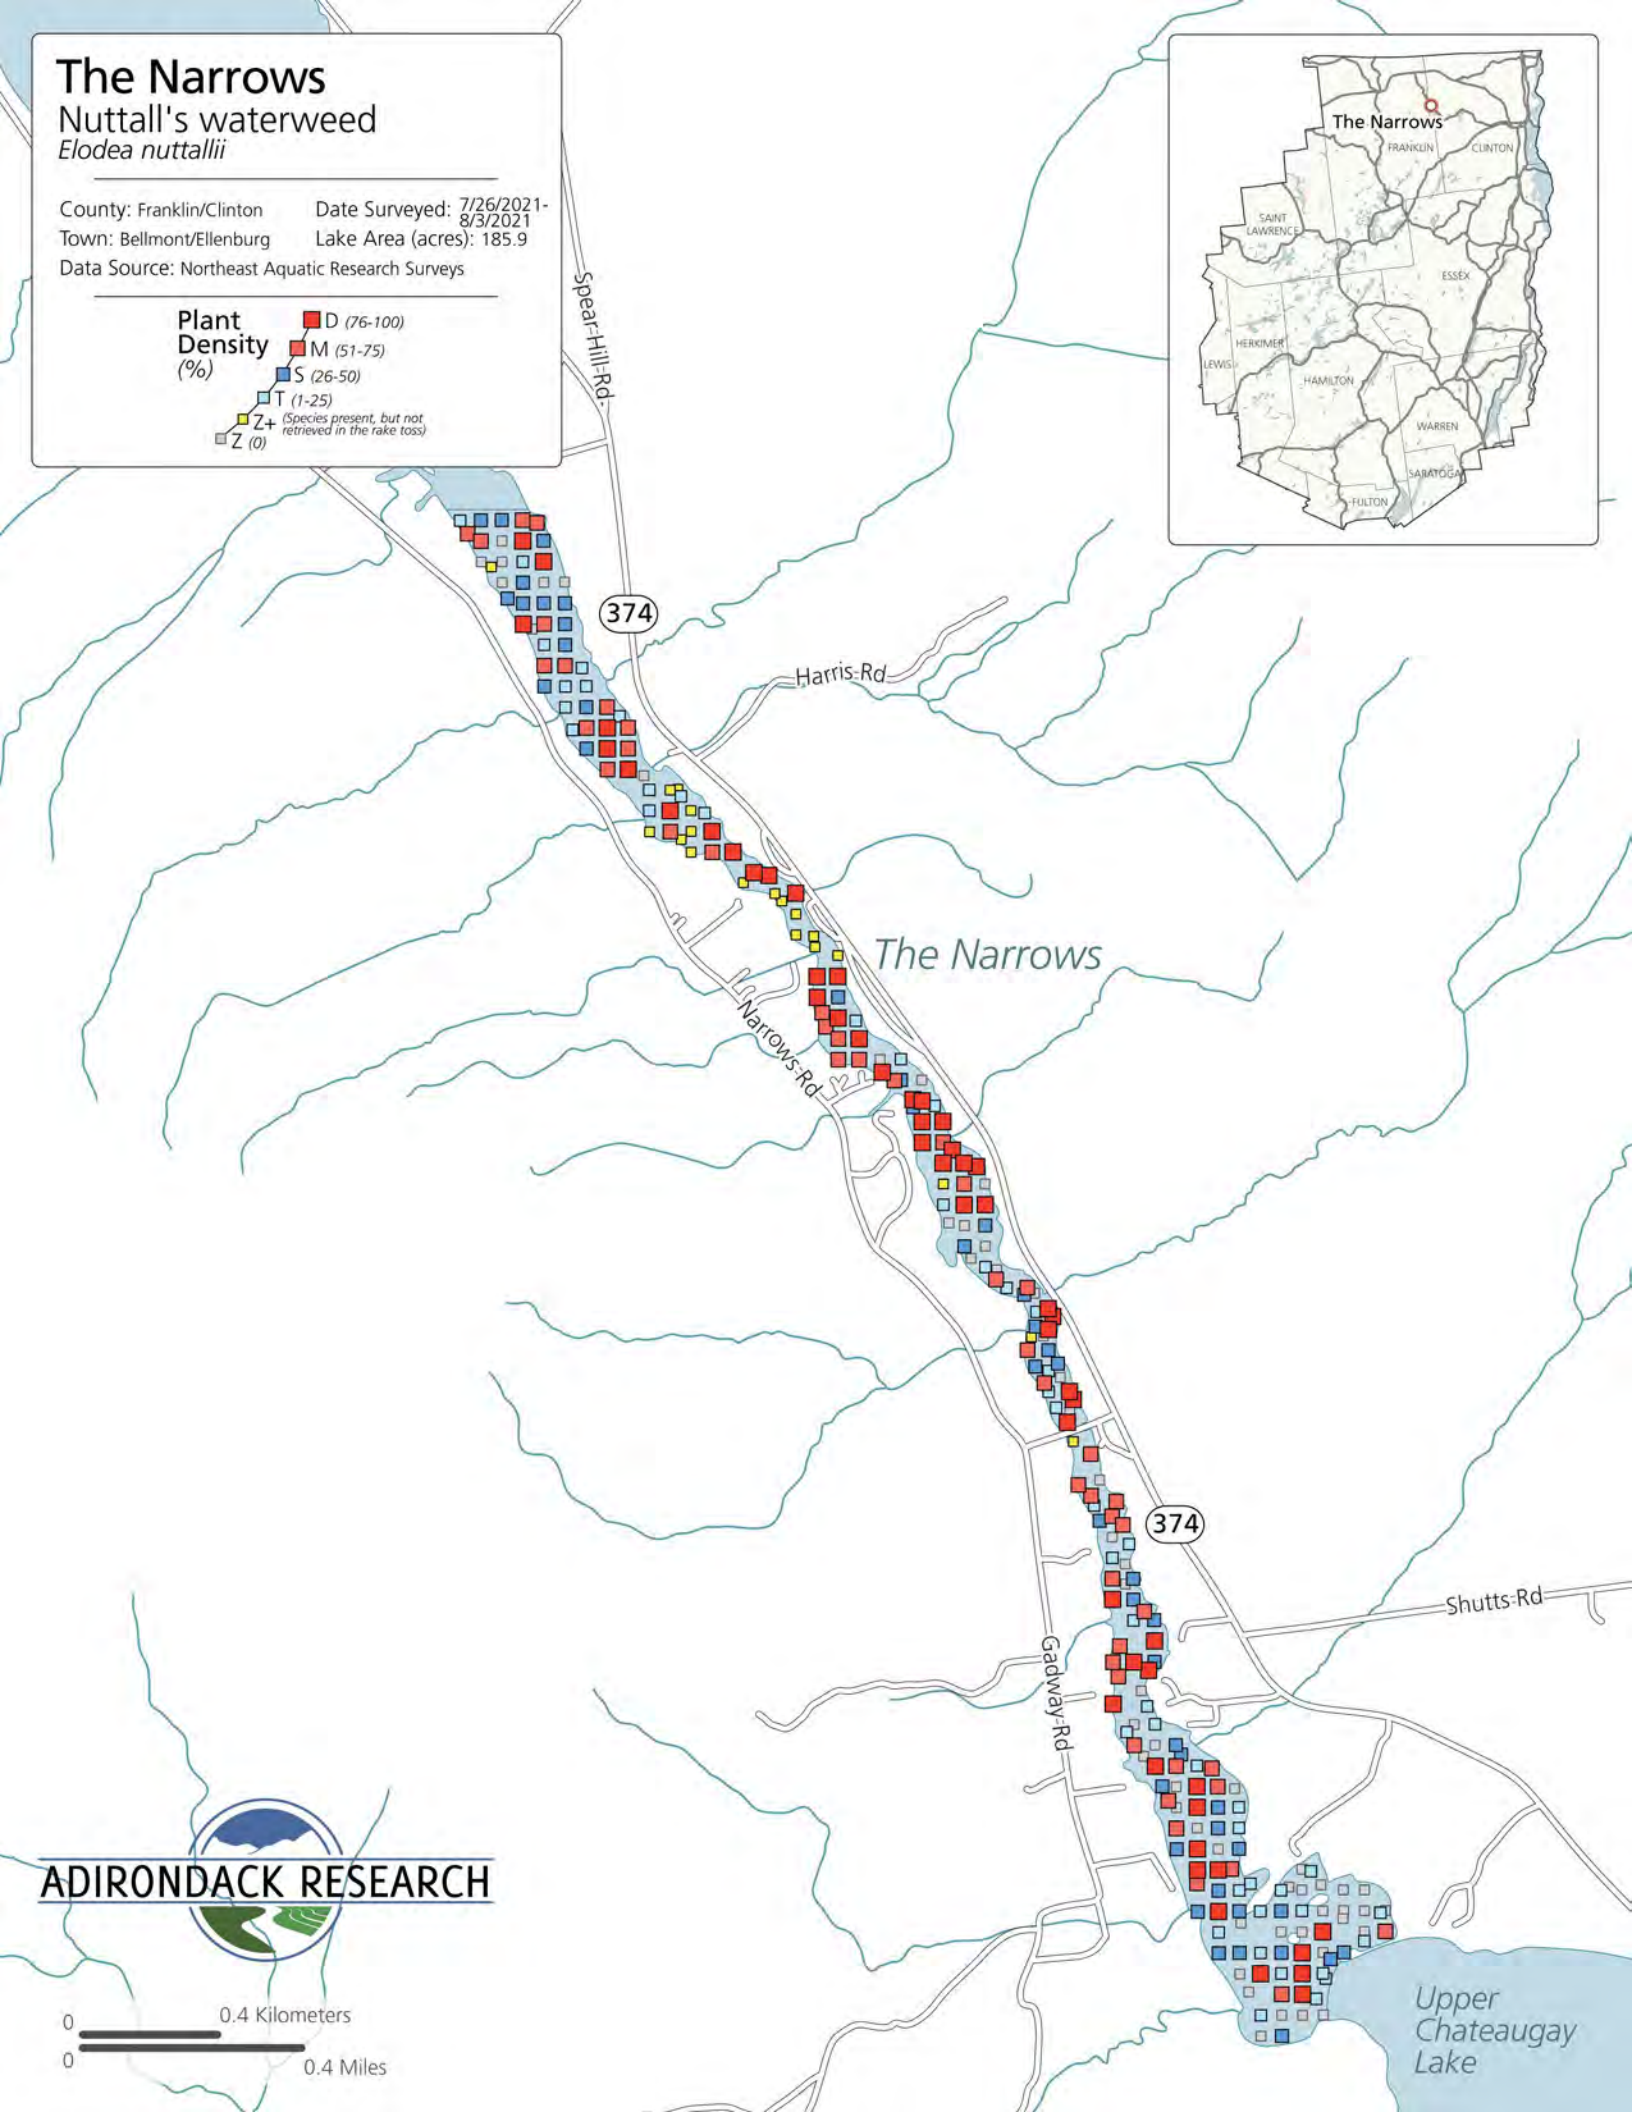 The Narrows
Nuttall's waterweed
Elodea nuttallii
County: Franklin/Clinton
Date Surveyed: 7/26/2021-
8/3/2021
Town: Bellmont/Ellenburg
Lake Area (acres): 185.9
Data Source: Northeast Aquatic Research Surveys
Plant
Density
(%)
D (76-100)
M (51-75)
S (26-50)
T (1-25)
Z+ (Species present, but not
retrieved in the rake toss)
Z (0)
The Narrows
FRANKLIN
CLINTON
SAINT
LAWRENCE
ESSEX
HERKIMER
LEWIS
HAMILTON
WARREN
SARATOGA
FULTON
Spear-Hill-Rd
374
Harris-Rd
The Narrows
Narrows-Rd
374
Shutts-Rd
Gadway-Rd
ADIRONDACK RESEARCH
0 0.4 Kilometers
0 0.4 Miles
Upper
Chateaugay
Lake